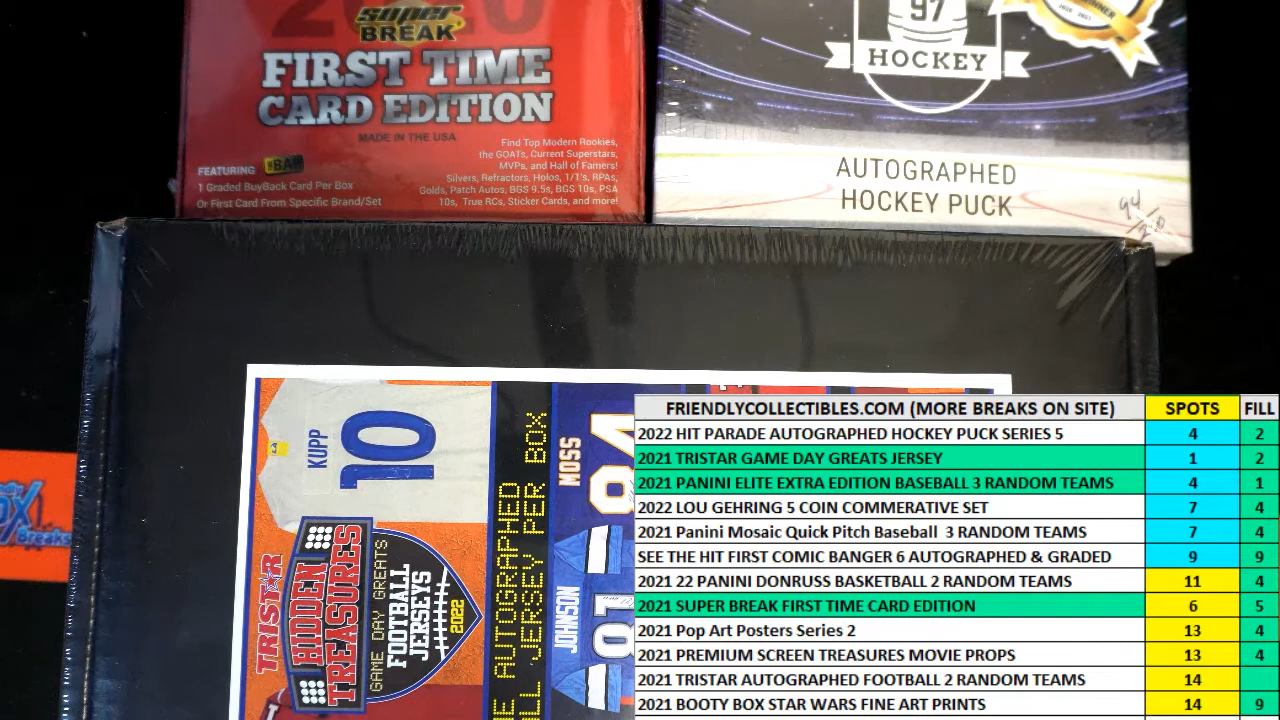 2020
super
BREAK
FIRST TIME
CARD EDITION
MADE IN THE USA
FEATURING
1 Graded BuyBack Card Per Box
Or First Card From Specific Brand/Set
Find Top Modern Rookies,
the GOATs, Current Superstars,
MVPs, and Hall of Famers!
Silvers, Refractors, Holos, 1/1's, RPAs,
Golds, Patch Autos, BGS 9.5s, BGS 10s, PSA
10s, True RCs, Sticker Cards, and more!
97
HOCKEY
AUTOGRAPHED
HOCKEY PUCK
94/
Breaks
KUPP
10
TRISTAR
HIDDEN
TREASURES
GAME DAY GREATS
FOOTBALL
JERSEYS
2022
AUTOGRAPHED
JERSEY PER BOX
MOSS
JOHNSON
FRIENDLYCOLLECTIBLES.COM (MORE BREAKS ON SITE) SPOTS FILL
2022 HIT PARADE AUTOGRAPHED HOCKEY PUCK SERIES 5 4 2
2021 TRISTAR GAME DAY GREATS JERSEY 1 2
2021 PANINI ELITE EXTRA EDITION BASEBALL 3 RANDOM TEAMS 4 1
2022 LOU GEHRING 5 COIN COMMERATIVE SET 7 4
2021 Panini Mosaic Quick Pitch Baseball 3 RANDOM TEAMS 7 4
SEE THE HIT FIRST COMIC BANGER 6 AUTOGRAPHED & GRADED 9 9
2021 22 PANINI DONRUSS BASKETBALL 2 RANDOM TEAMS 11 4
2021 SUPER BREAK FIRST TIME CARD EDITION 6 5
2021 Pop Art Posters Series 2 13 4
2021 PREMIUM SCREEN TREASURES MOVIE PROPS 13 4
2021 TRISTAR AUTOGRAPHED FOOTBALL 2 RANDOM TEAMS 14
2021 BOOTY BOX STAR WARS FINE ART PRINTS 14 9